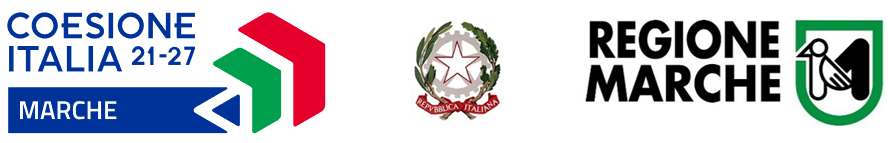 COESIONE
ITALIA 21-27
MARCHE
REPVBBLICA ITALIANA
REGIONE
MARCHE